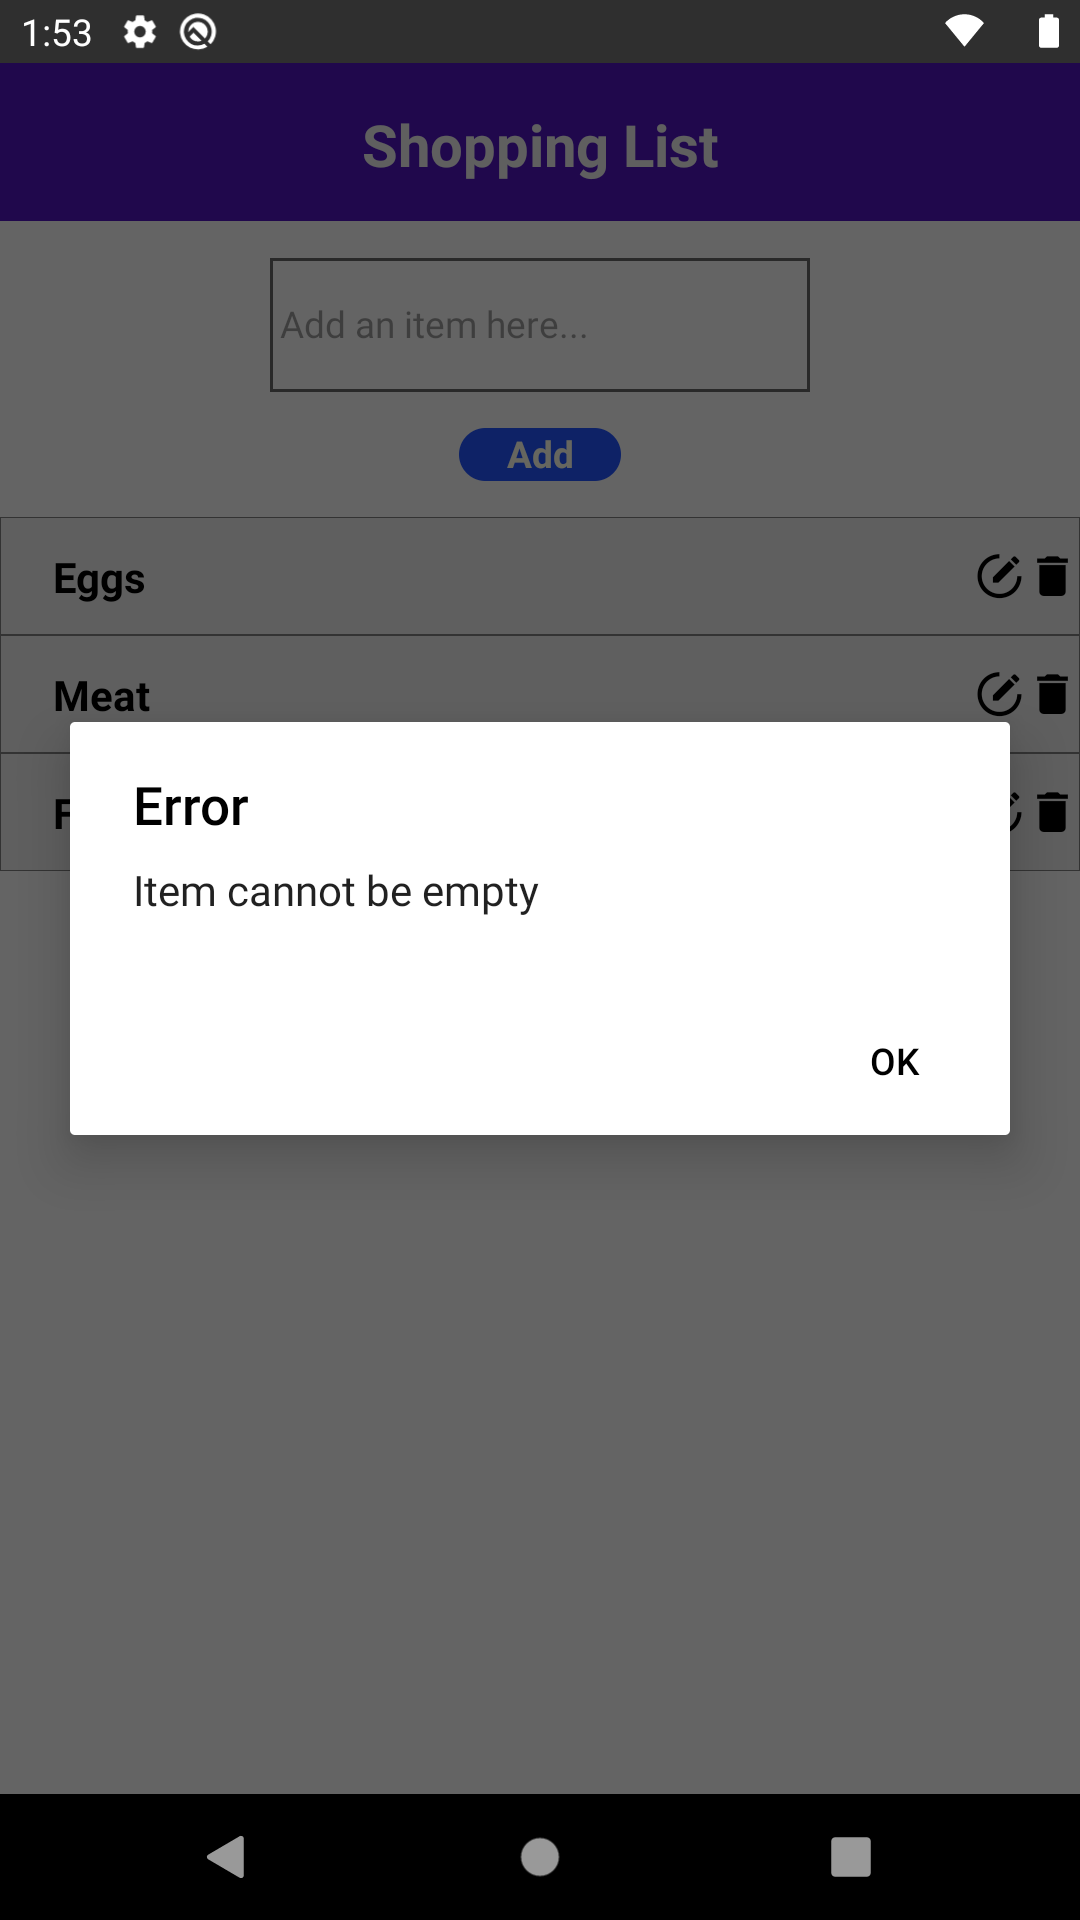 1:53
Shopping List
Add an item here...
Add
Eggs
Meat
Error
Item cannot be empty
OK